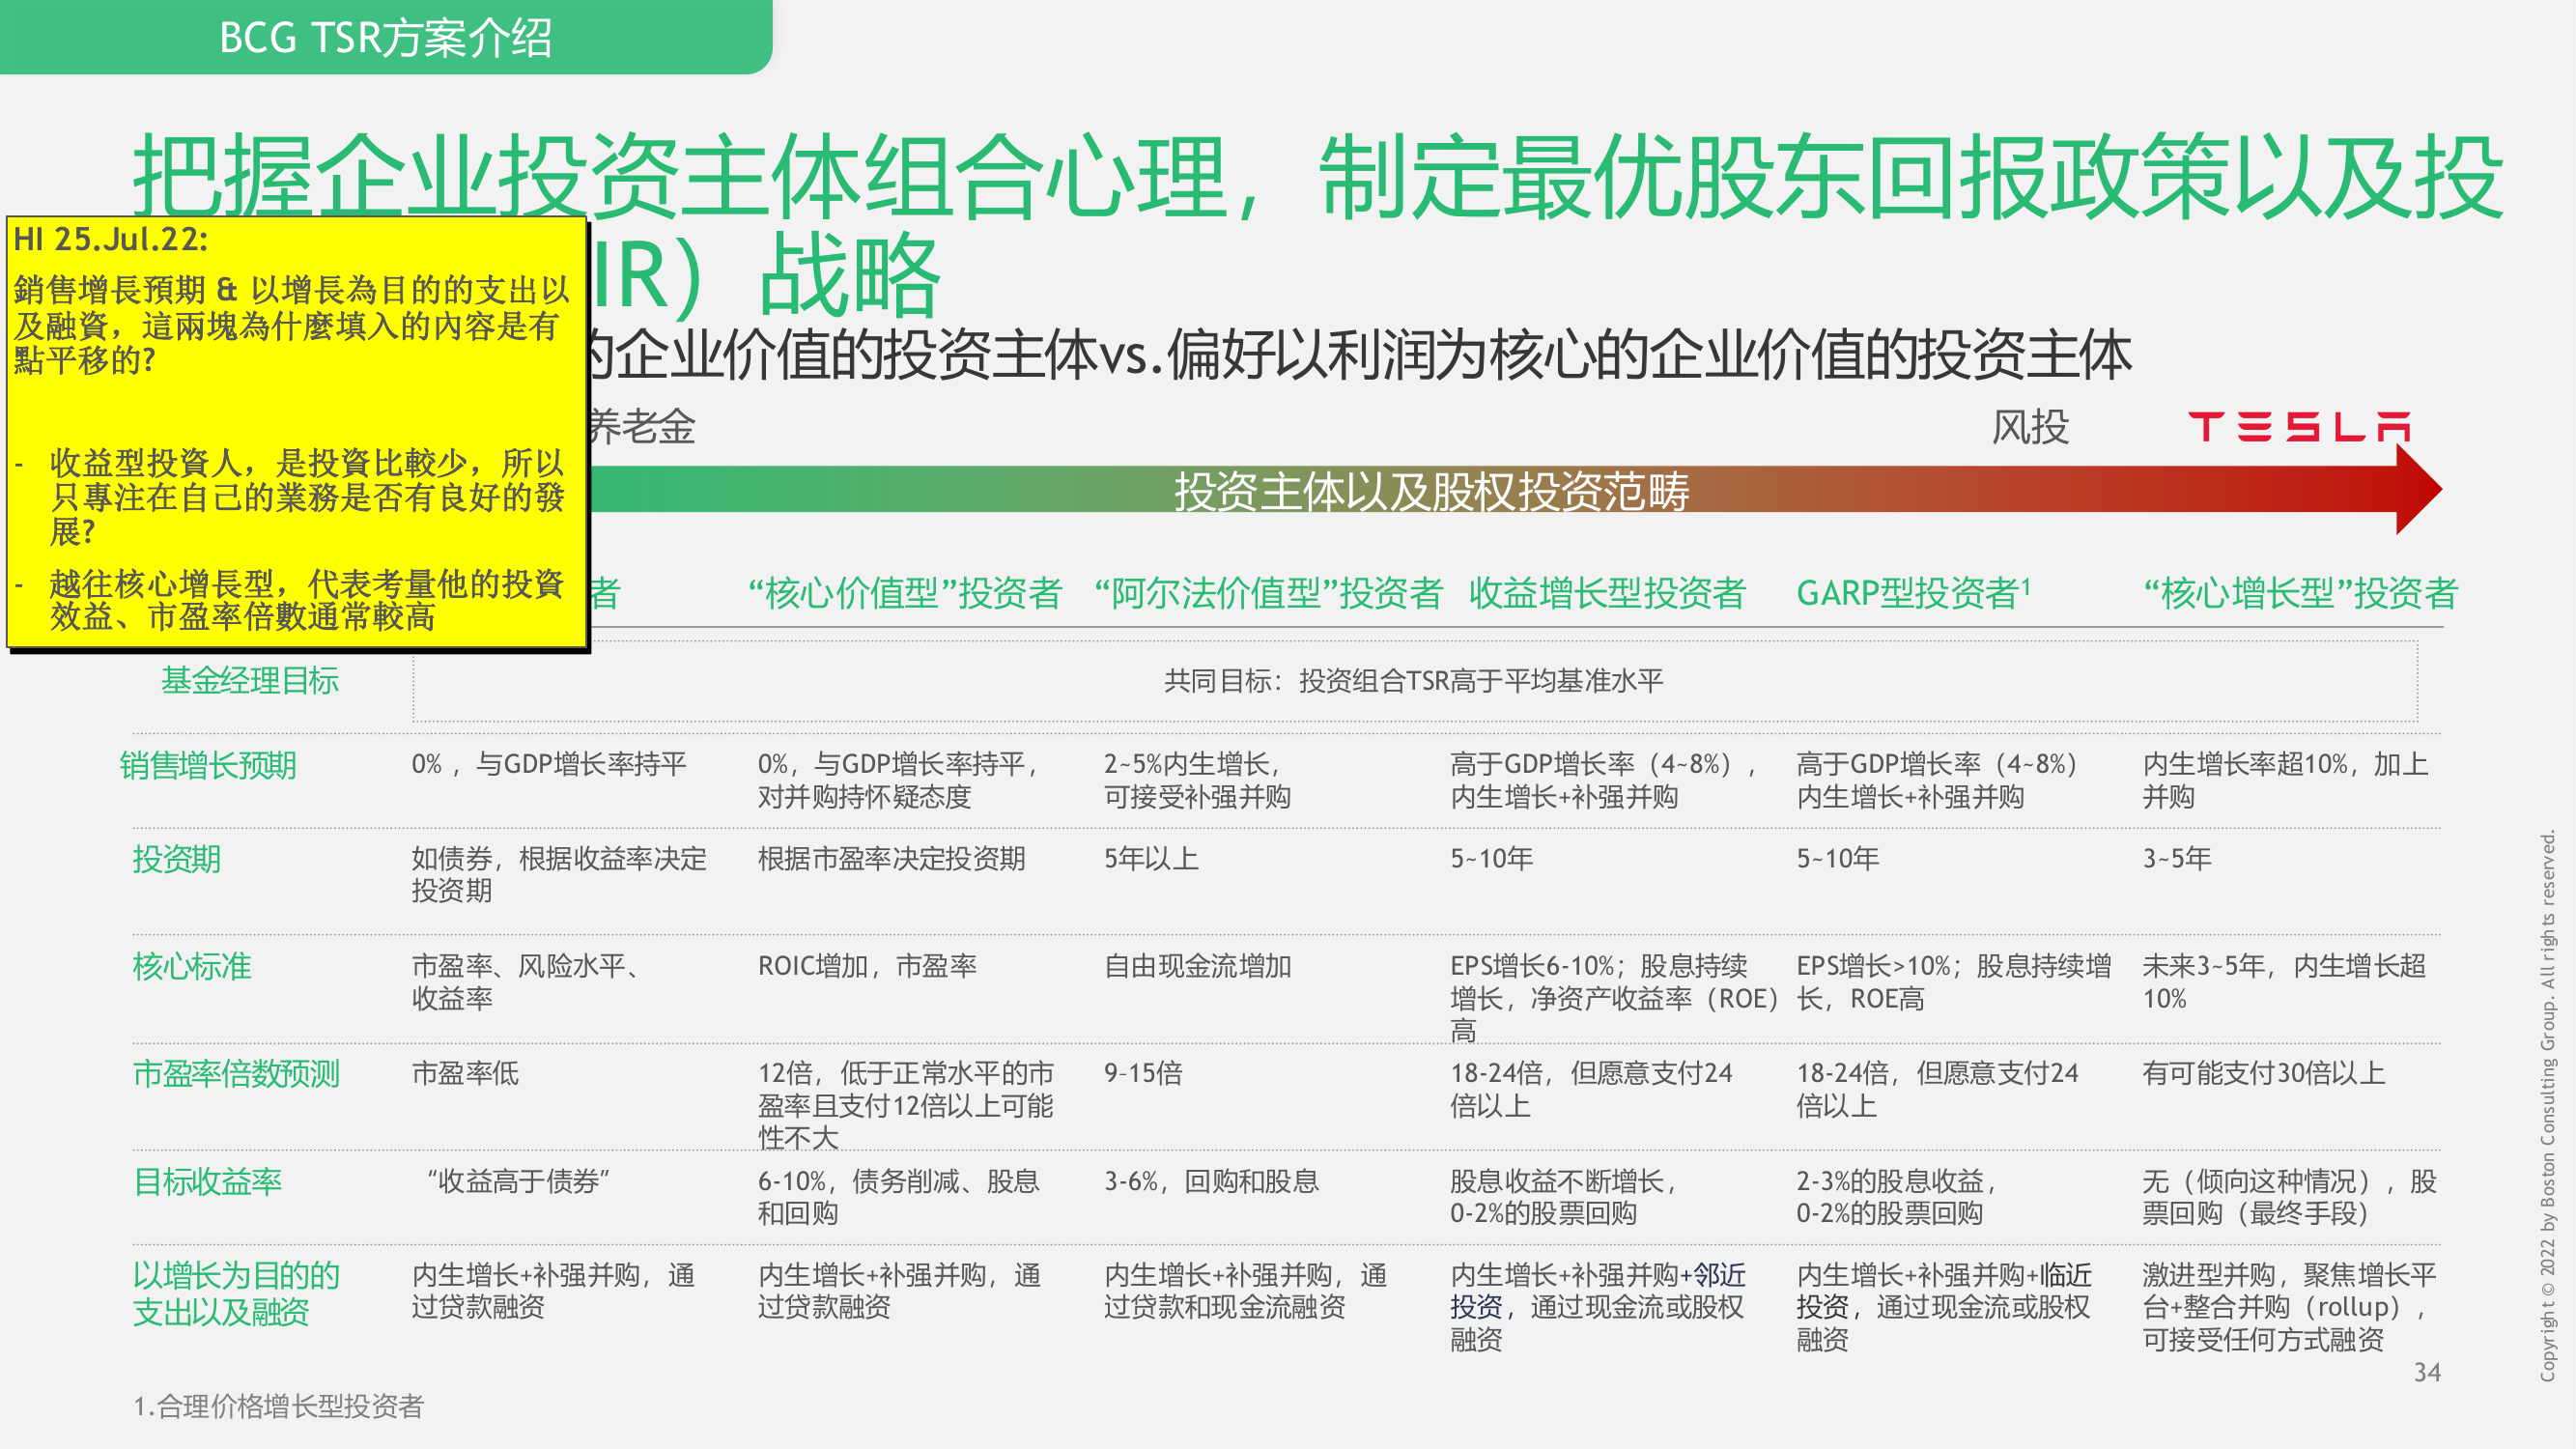 BCG TSR方案介绍
把握企业投资主体组合心理，制定最优股东回报政策以及投
IR）战略
的企业价值的投资主体vs.偏好以利润为核心的企业价值的投资主体
HI 25.Jul.22:
銷售增長預期 & 以增長為目的的支出以
及融資，這兩塊為什麼填入的內容是有
點平移的?
- 收益型投資人，是投資比較少，所以
只專注在自己的業務是否有良好的發
展?
- 越往核心增長型，代表考量他的投資
效益、市盈率倍數通常較高
养老金
风投
TESLA
投资主体以及股权投资范畴
者
“核心价值型”投资者
“阿尔法价值型”投资者
收益增长型投资者
GARP型投资者1
“核心增长型”投资者
基金经理目标
共同目标：投资组合TSR高于平均基准水平
销售增长预期
0% ，与GDP增长率持平
0%，与GDP增长率持平，
对并购持怀疑态度
2~5%内生增长，
可接受补强并购
高于GDP增长率（4~8%），
内生增长+补强并购
高于GDP增长率（4~8%）
内生增长+补强并购
内生增长率超10%，加上
并购
投资期
如债券，根据收益率决定
投资期
根据市盈率决定投资期
5年以上
5~10年
5~10年
3~5年
核心标准
市盈率、风险水平、
收益率
ROIC增加，市盈率
自由现金流增加
EPS增长6-10%；股息持续
增长，净资产收益率（ROE）
高
EPS增长>10%；股息持续增
长，ROE高
未来3~5年，内生增长超
10%
市盈率倍数预测
市盈率低
12倍，低于正常水平的市
盈率且支付12倍以上可能
性不大
9-15倍
18-24倍，但愿意支付24
倍以上
18-24倍，但愿意支付24
倍以上
有可能支付30倍以上
目标收益率
“收益高于债券”
6-10%，债务削减、股息
和回购
3-6%，回购和股息
股息收益不断增长，
0-2%的股票回购
2-3%的股息收益，
0-2%的股票回购
无（倾向这种情况），股
票回购（最终手段）
以增长为目的的
支出以及融资
内生增长+补强并购，通
过贷款融资
内生增长+补强并购，通
过贷款融资
内生增长+补强并购，通
过贷款和现金流融资
内生增长+补强并购+邻近
投资，通过现金流或股权
融资
内生增长+补强并购+临近
投资，通过现金流或股权
融资
激进型并购，聚焦增长平
台+整合并购（rollup），
可接受任何方式融资
1.合理价格增长型投资者
34
Copyright © 2022 by Boston Consulting Group. All rights reserved.